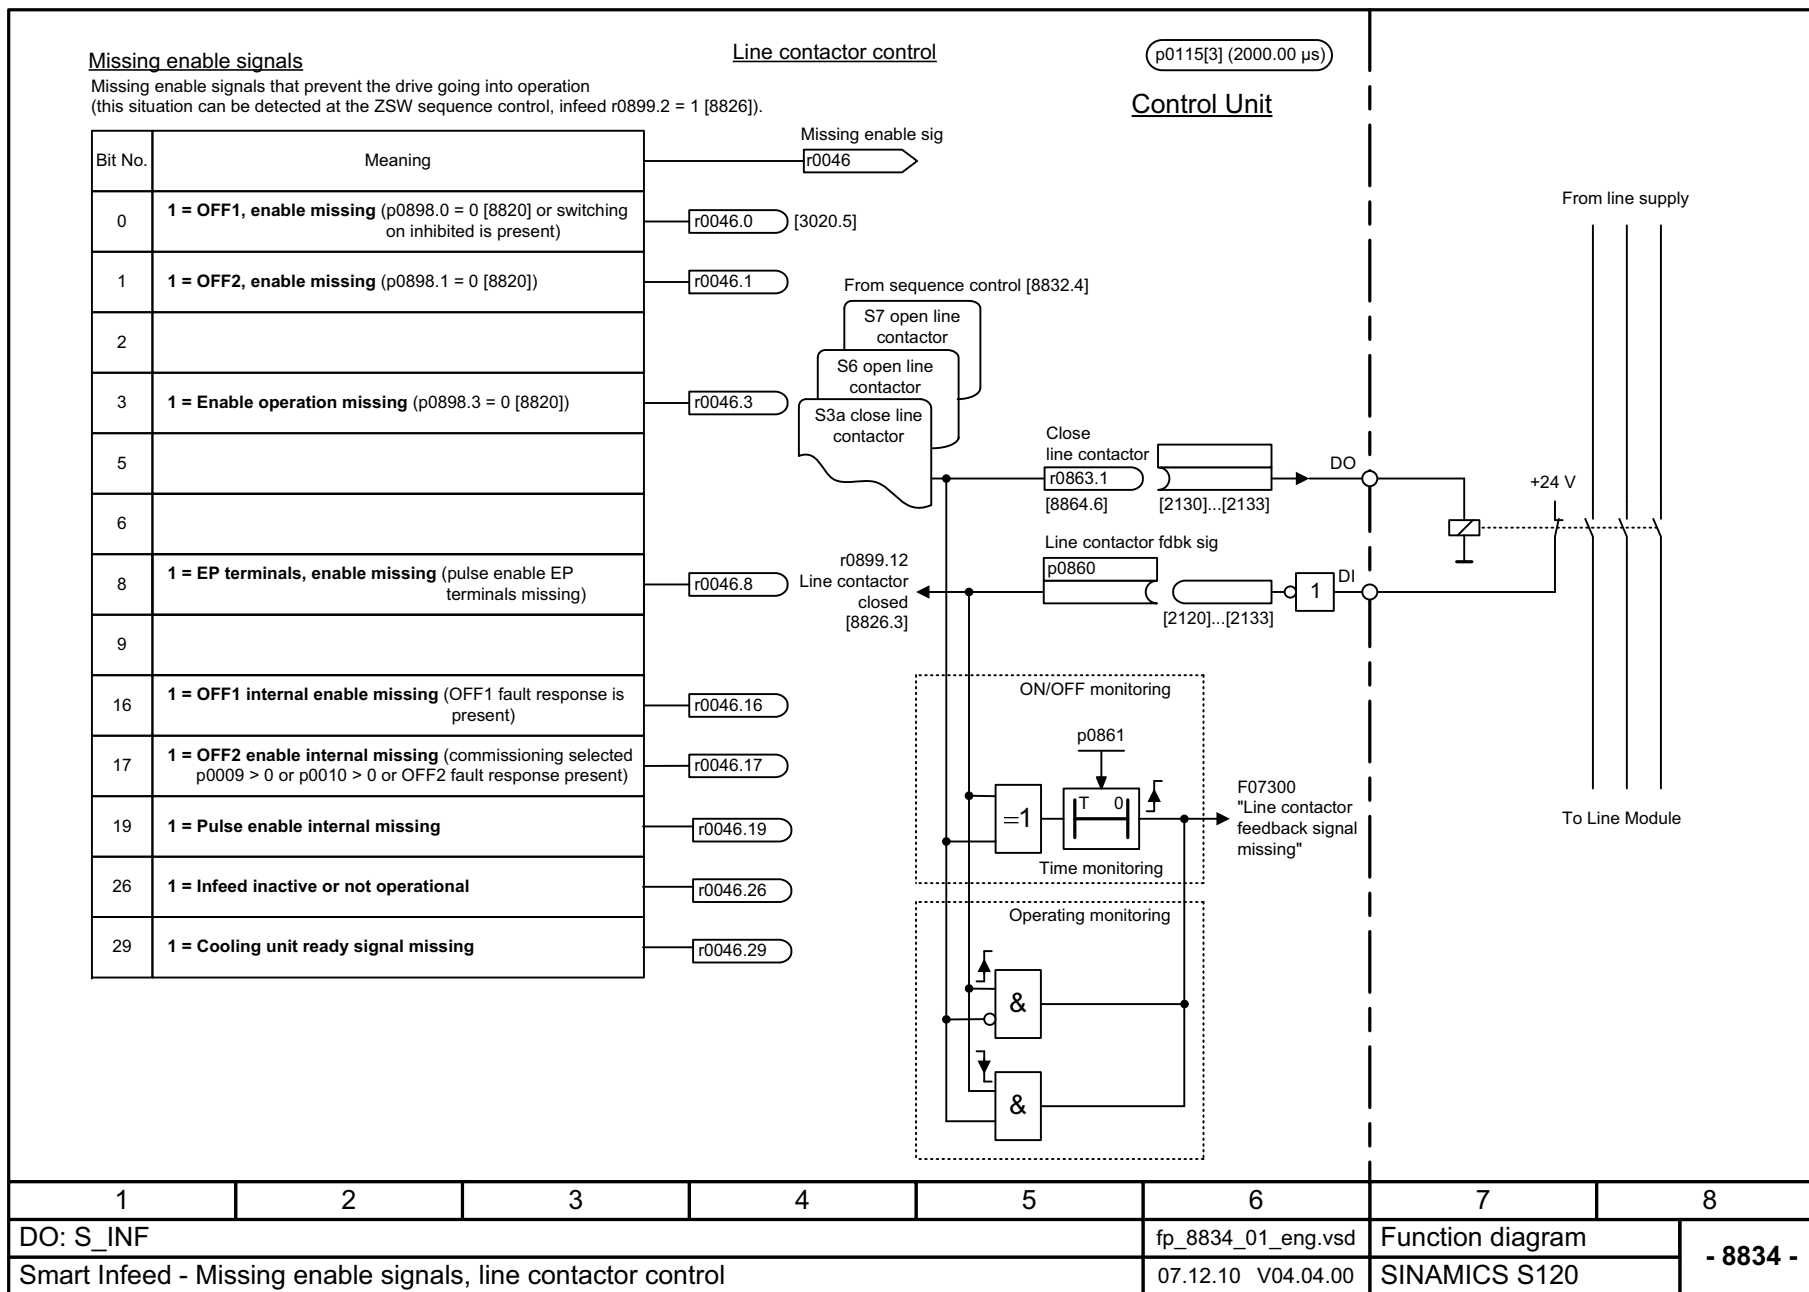 Missing enable signals
Line contactor control
p0115[3] (2000.00 µs)
Missing enable signals that prevent the drive going into operation
(this situation can be detected at the ZSW sequence control, infeed r0899.2 = 1 [8826]).
Control Unit
Bit No.
Meaning
Missing enable sig
r0046
0
1 = OFF1, enable missing (p0898.0 = 0 [8820] or switching
on inhibited is present)
r0046.0
[3020.5]
1
1 = OFF2, enable missing (p0898.1 = 0 [8820])
r0046.1
2
3
1 = Enable operation missing (p0898.3 = 0 [8820])
r0046.3
5
6
8
1 = EP terminals, enable missing (pulse enable EP
terminals missing)
r0046.8
9
16
1 = OFF1 internal enable missing (OFF1 fault response is
present)
r0046.16
17
1 = OFF2 enable internal missing (commissioning selected
p0009 > 0 or p0010 > 0 or OFF2 fault response present)
r0046.17
19
1 = Pulse enable internal missing
r0046.19
26
1 = Infeed inactive or not operational
r0046.26
29
1 = Cooling unit ready signal missing
r0046.29
From sequence control [8832.4]
S7 open line
contactor
S6 open line
contactor
S3a close line
contactor
Close
line contactor
r0863.1
[8864.6]
[2130]...[2133]
DO
r0899.12
Line contactor
closed
[8826.3]
Line contactor fdbk sig
p0860
[2120]...[2133]
1
DI
+24 V
From line supply
To Line Module
ON/OFF monitoring
p0861
=1
T 0
Time monitoring
F07300
"Line contactor
feedback signal
missing"
Operating monitoring
&
&
1 2 3 4 5 6 7 8
DO: S_INF
fp_8834_01_eng.vsd
Function diagram
- 8834 -
Smart Infeed - Missing enable signals, line contactor control
07.12.10 V04.04.00
SINAMICS S120